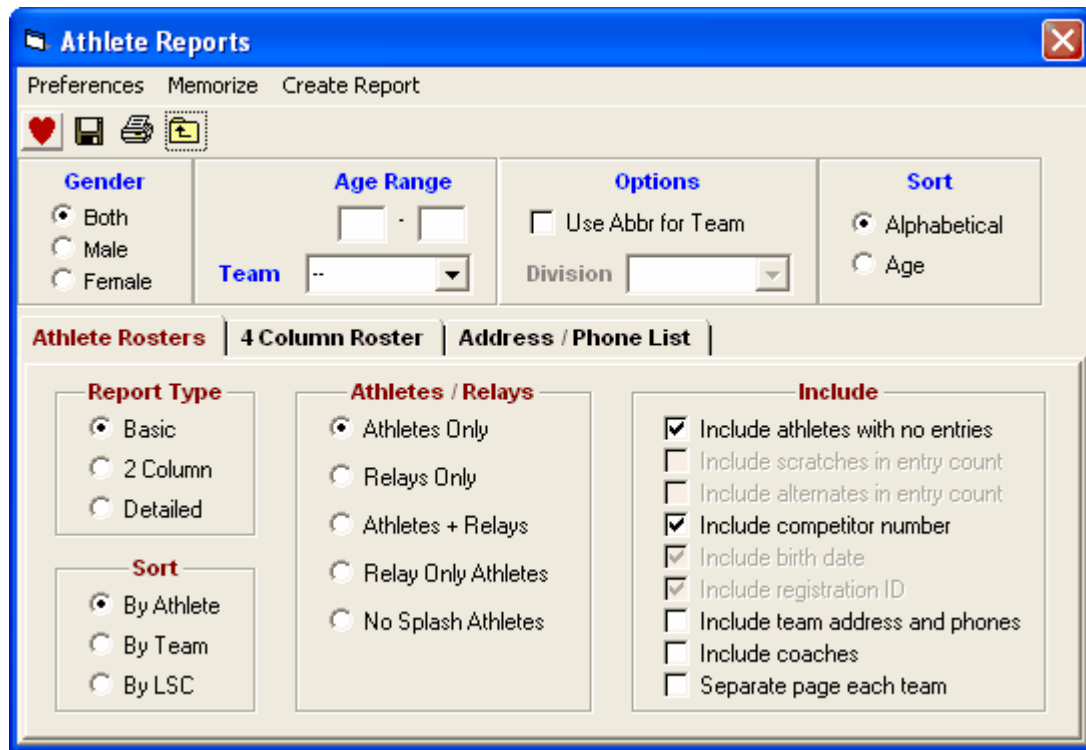 Athlete Reports
Preferences Memorize Create Report
Gender
Both
Male
Female
Age Range
-
Team --
Options
Use Abbr for Team
Division
Sort
Alphabetical
Age
Athlete Rosters 4 Column Roster Address / Phone List
Report Type
Basic
2 Column
Detailed
Sort
By Athlete
By Team
By LSC
Athletes / Relays
Athletes Only
Relays Only
Athletes + Relays
Relay Only Athletes
No Splash Athletes
Include
Include athletes with no entries
Include scratches in entry count
Include alternates in entry count
Include competitor number
Include birth date
Include registration ID
Include team address and phones
Include coaches
Separate page each team